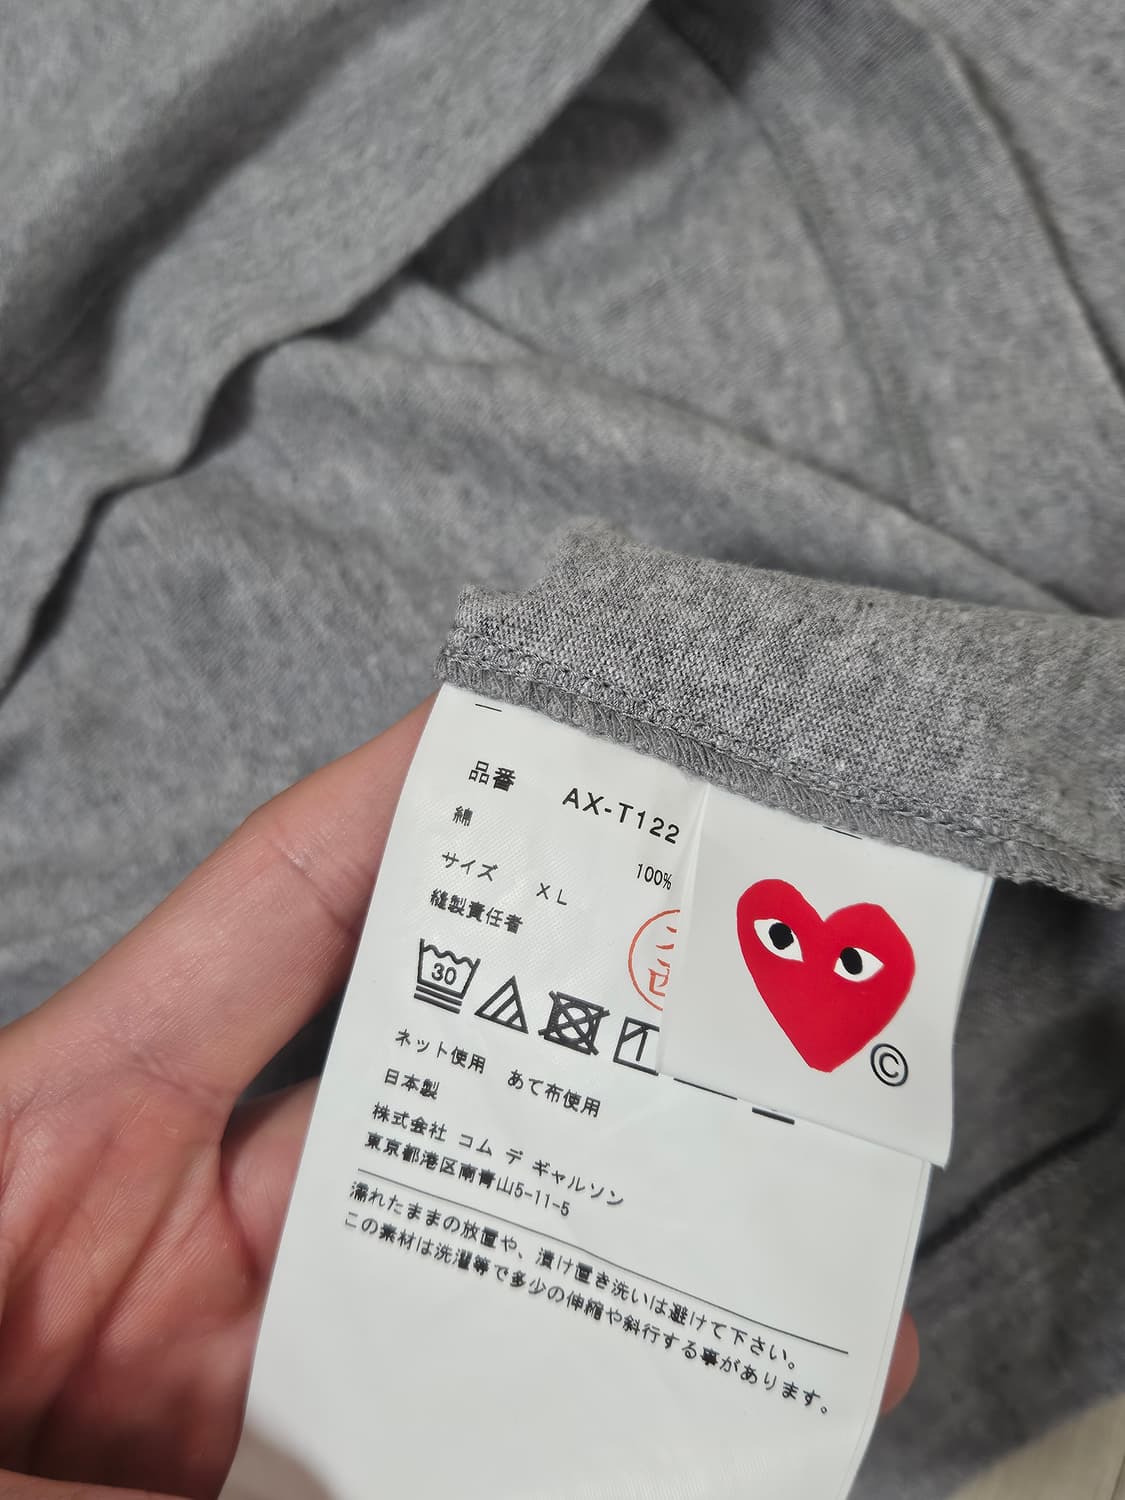 品番 AX-T122
綿 100%
サイズ XL
縫製責任者
30
ネット使用 あて布使用
日本製
株式会社 コム デ ギャルソン
東京都港区南青山5-11-5
濡れたままの放置や、漬け置き洗いは避けて下さい。
この素材は洗濯等で多少の伸縮や斜行する事があります。
©